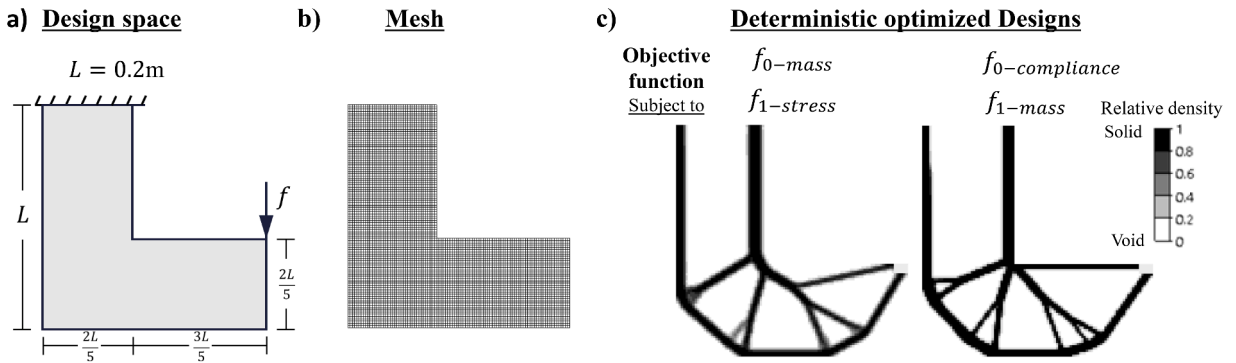 a) Design space
L = 0.2m
L
f
2L/5
2L/5
3L/5
b) Mesh
c) Deterministic optimized Designs
Objective
function
Subject to
f0−mass
f1−stress
f0−compliance
f1−mass
Relative density
Solid
1
0.8
0.6
0.4
0.2
Void
0